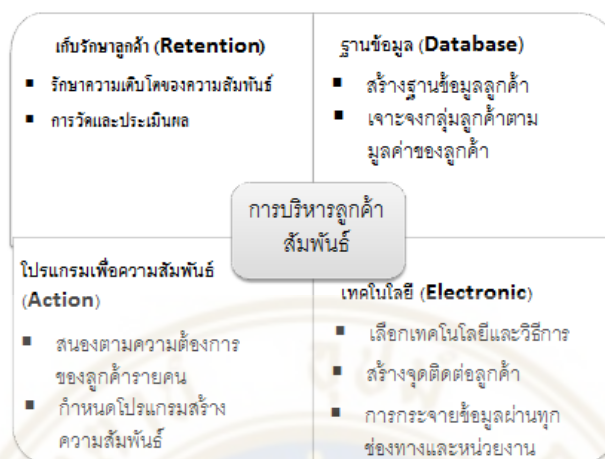 เก็บรักษาลูกค้า (Retention)
▪ รักษาความเติบโตของความสัมพันธ์
▪ การวัดและประเมินผล
ฐานข้อมูล (Database)
▪ สร้างฐานข้อมูลลูกค้า
▪ เจาะจงกลุ่มลูกค้าตาม
มูลค่าของลูกค้า
การบริหารลูกค้า
สัมพันธ์
โปรแกรมเพื่อความสัมพันธ์
(Action)
▪ สนองตามความต้องการ
ของลูกค้ารายคน
▪ กำหนดโปรแกรมสร้าง
ความสัมพันธ์
เทคโนโลยี (Electronic)
▪ เลือกเทคโนโลยีและวิธีการ
▪ สร้างจุดติดต่อลูกค้า
▪ การกระจายข้อมูลผ่านทุก
ช่องทางและหน่วยงาน